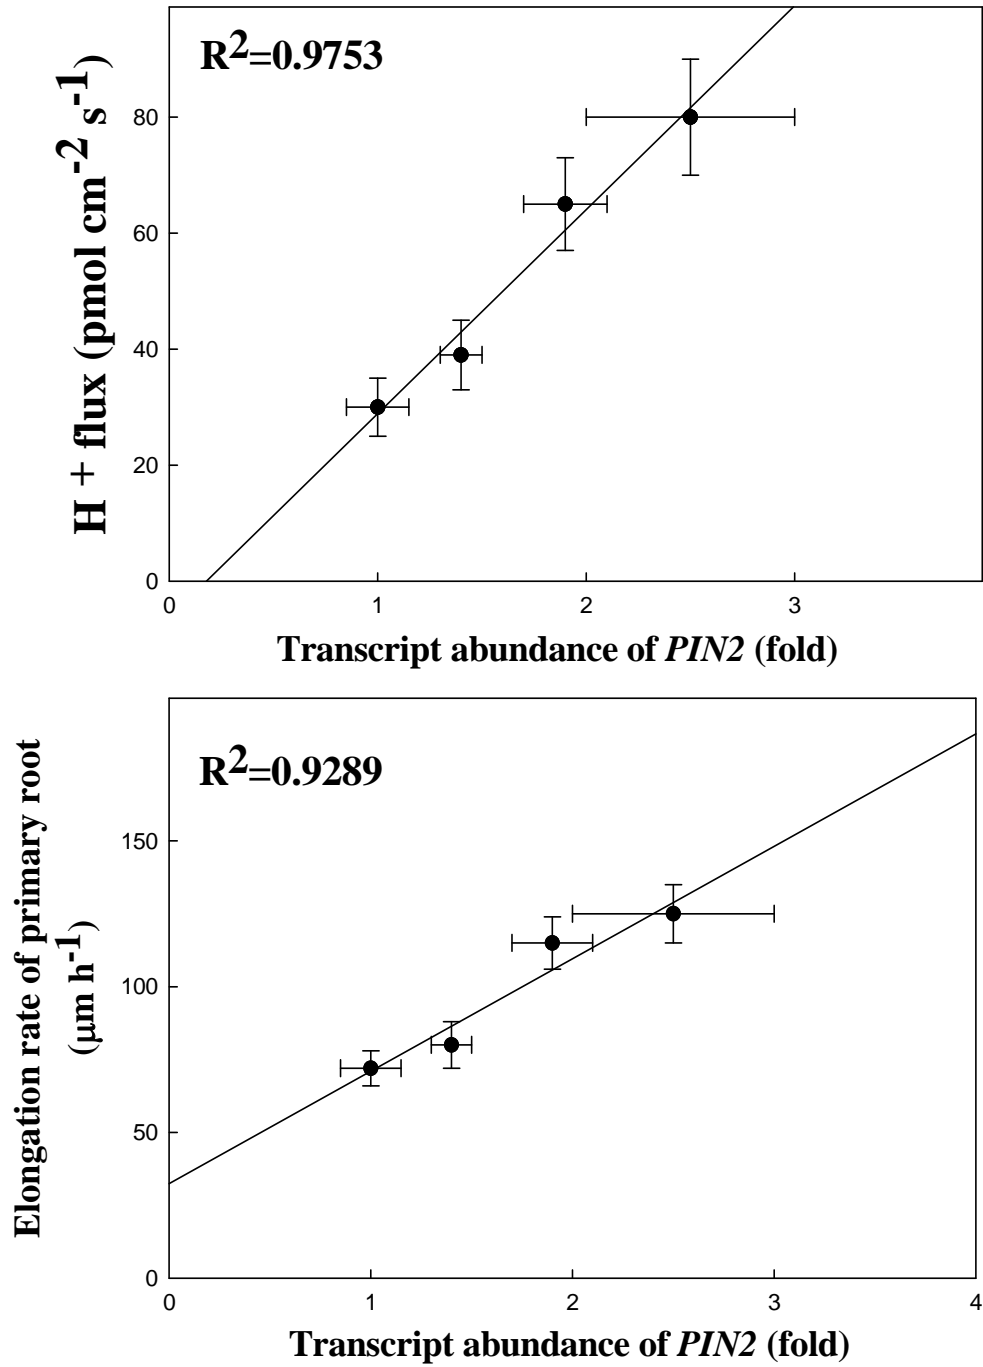 R²=0.9753
H + flux (pmol cm⁻² s⁻¹)
80
60
40
20
0
0 1 2 3
Transcript abundance of PIN2 (fold)
R²=0.9289
Elongation rate of primary root
(μm h⁻¹)
150
100
50
0
0 1 2 3 4
Transcript abundance of PIN2 (fold)